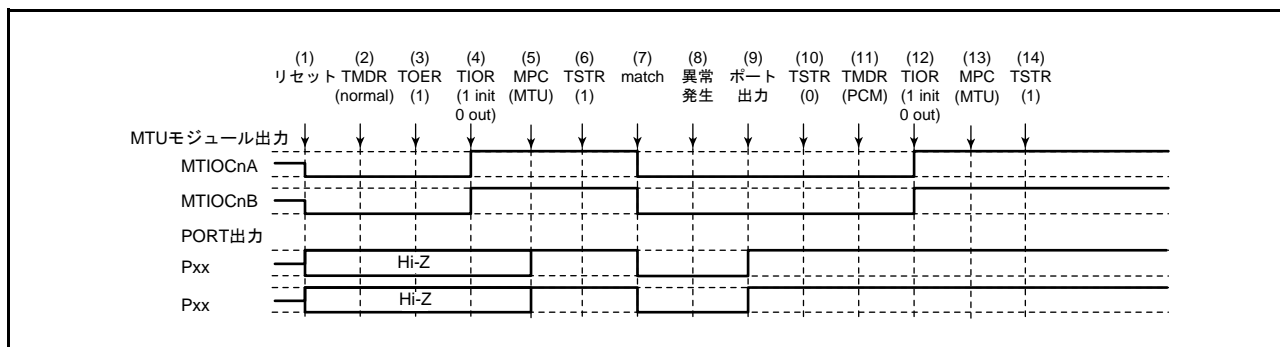 (1) (2) (3) (4) (5) (6) (7) (8) (9) (10) (11) (12) (13) (14)
リセット TMDR TOER TIOR MPC TSTR match 異常 ポート TSTR TMDR TIOR MPC TSTR
(normal) (1) (1 init (MTU) (1) 発生 出力 (0) (PCM) (1 init (MTU) (1)
0 out) 0 out)
MTUモジュール出力
MTIOCnA
MTIOCnB
PORT出力
Pxx Hi-Z
Pxx Hi-Z